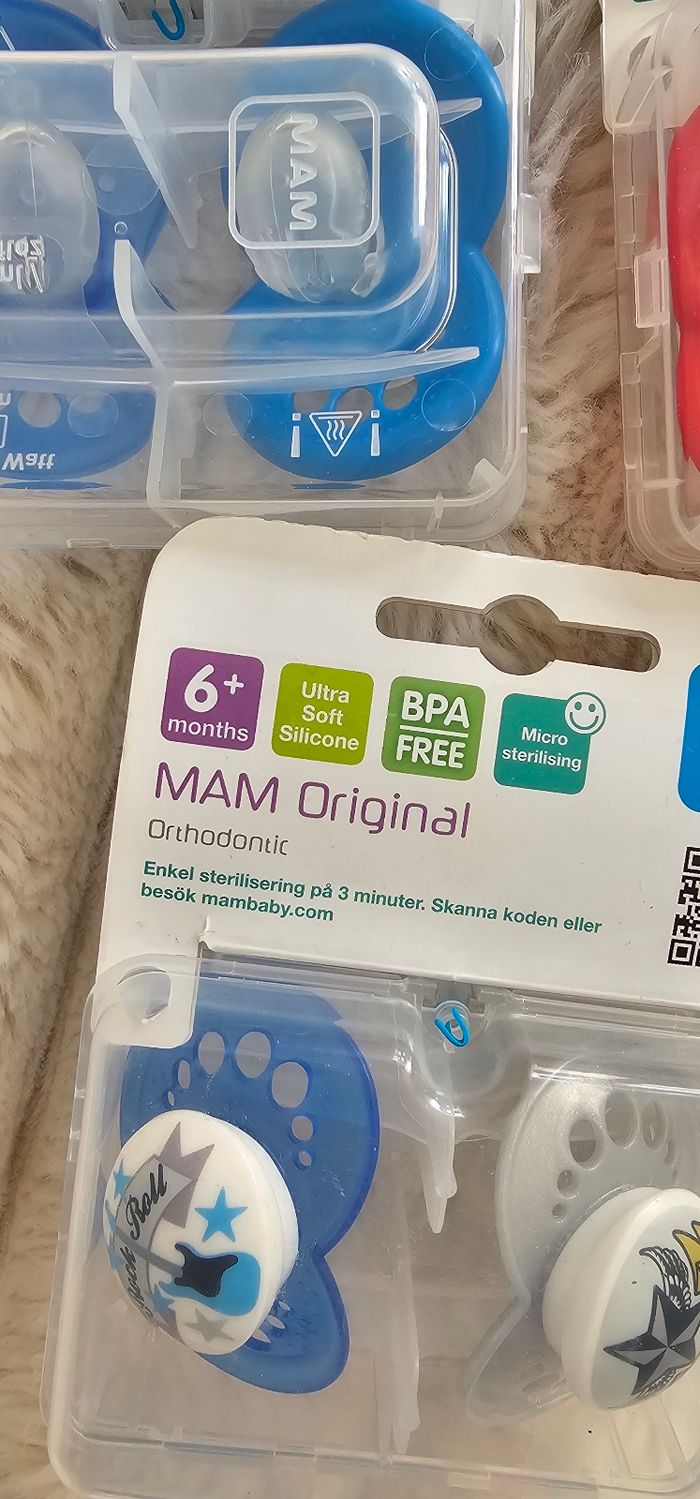 MAM
Watt
6+
months
Ultra
Soft
Silicone
BPA
FREE
Micro
sterilising
MAM Original
Orthodontic
Enkel sterilisering på 3 minuter. Skanna koden eller
besök mambaby.com
Rock Roll